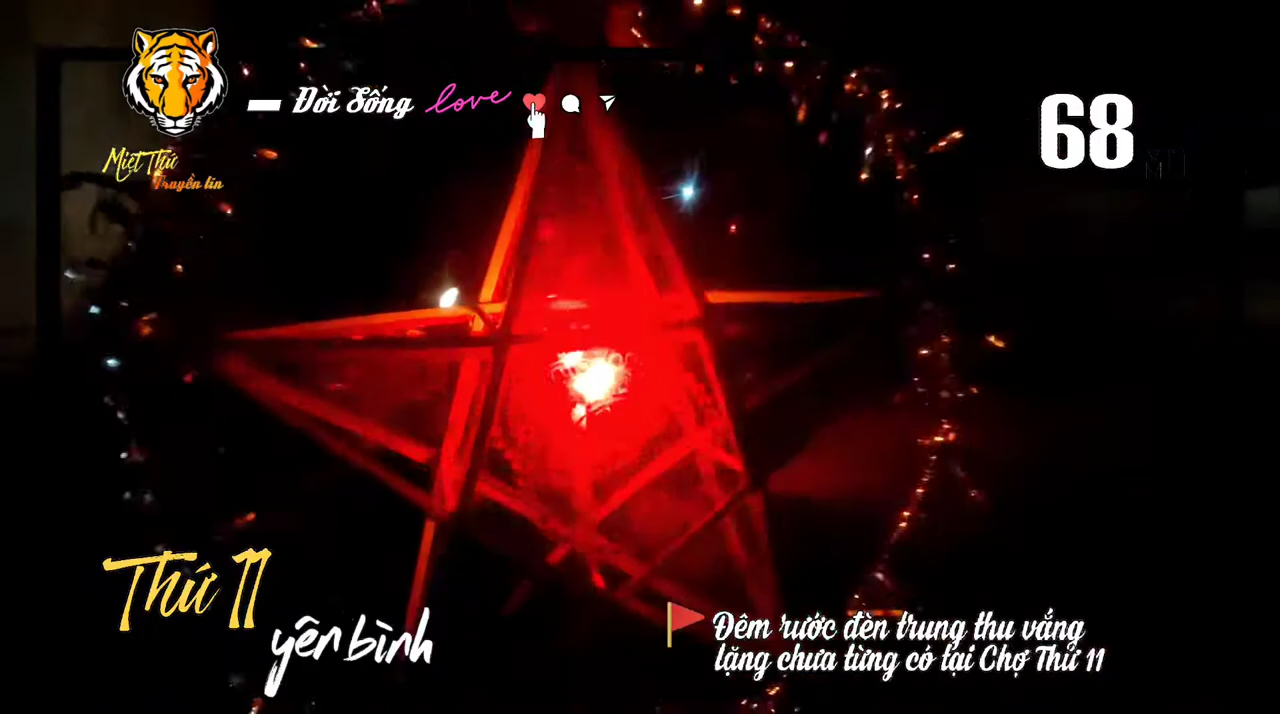 Đời Sống love
68
Miệt Thứ
Truyền tin
Thứ 11
yên bình
Đêm rước đèn trung thu vắng
lặng chưa từng có tại Chợ Thứ 11